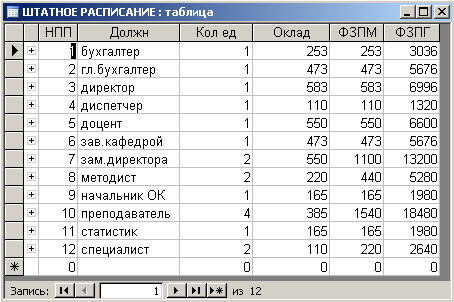 ШТАТНОЕ РАСПИСАНИЕ : таблица
НПП Должн Кол ед Оклад ФЗПМ ФЗПГ
1 бухгалтер 1 253 253 3036
2 гл.бухгалтер 1 473 473 5676
3 директор 1 583 583 6996
4 диспетчер 1 110 110 1320
5 доцент 1 550 550 6600
6 зав.кафедрой 1 473 473 5676
7 зам.директора 2 550 1100 13200
8 методист 2 220 440 5280
9 начальник ОК 1 165 165 1980
10 преподаватель 4 385 1540 18480
11 статистик 1 165 165 1980
12 специалист 2 110 220 2640
0 0 0 0 0
Запись: 1 из 12